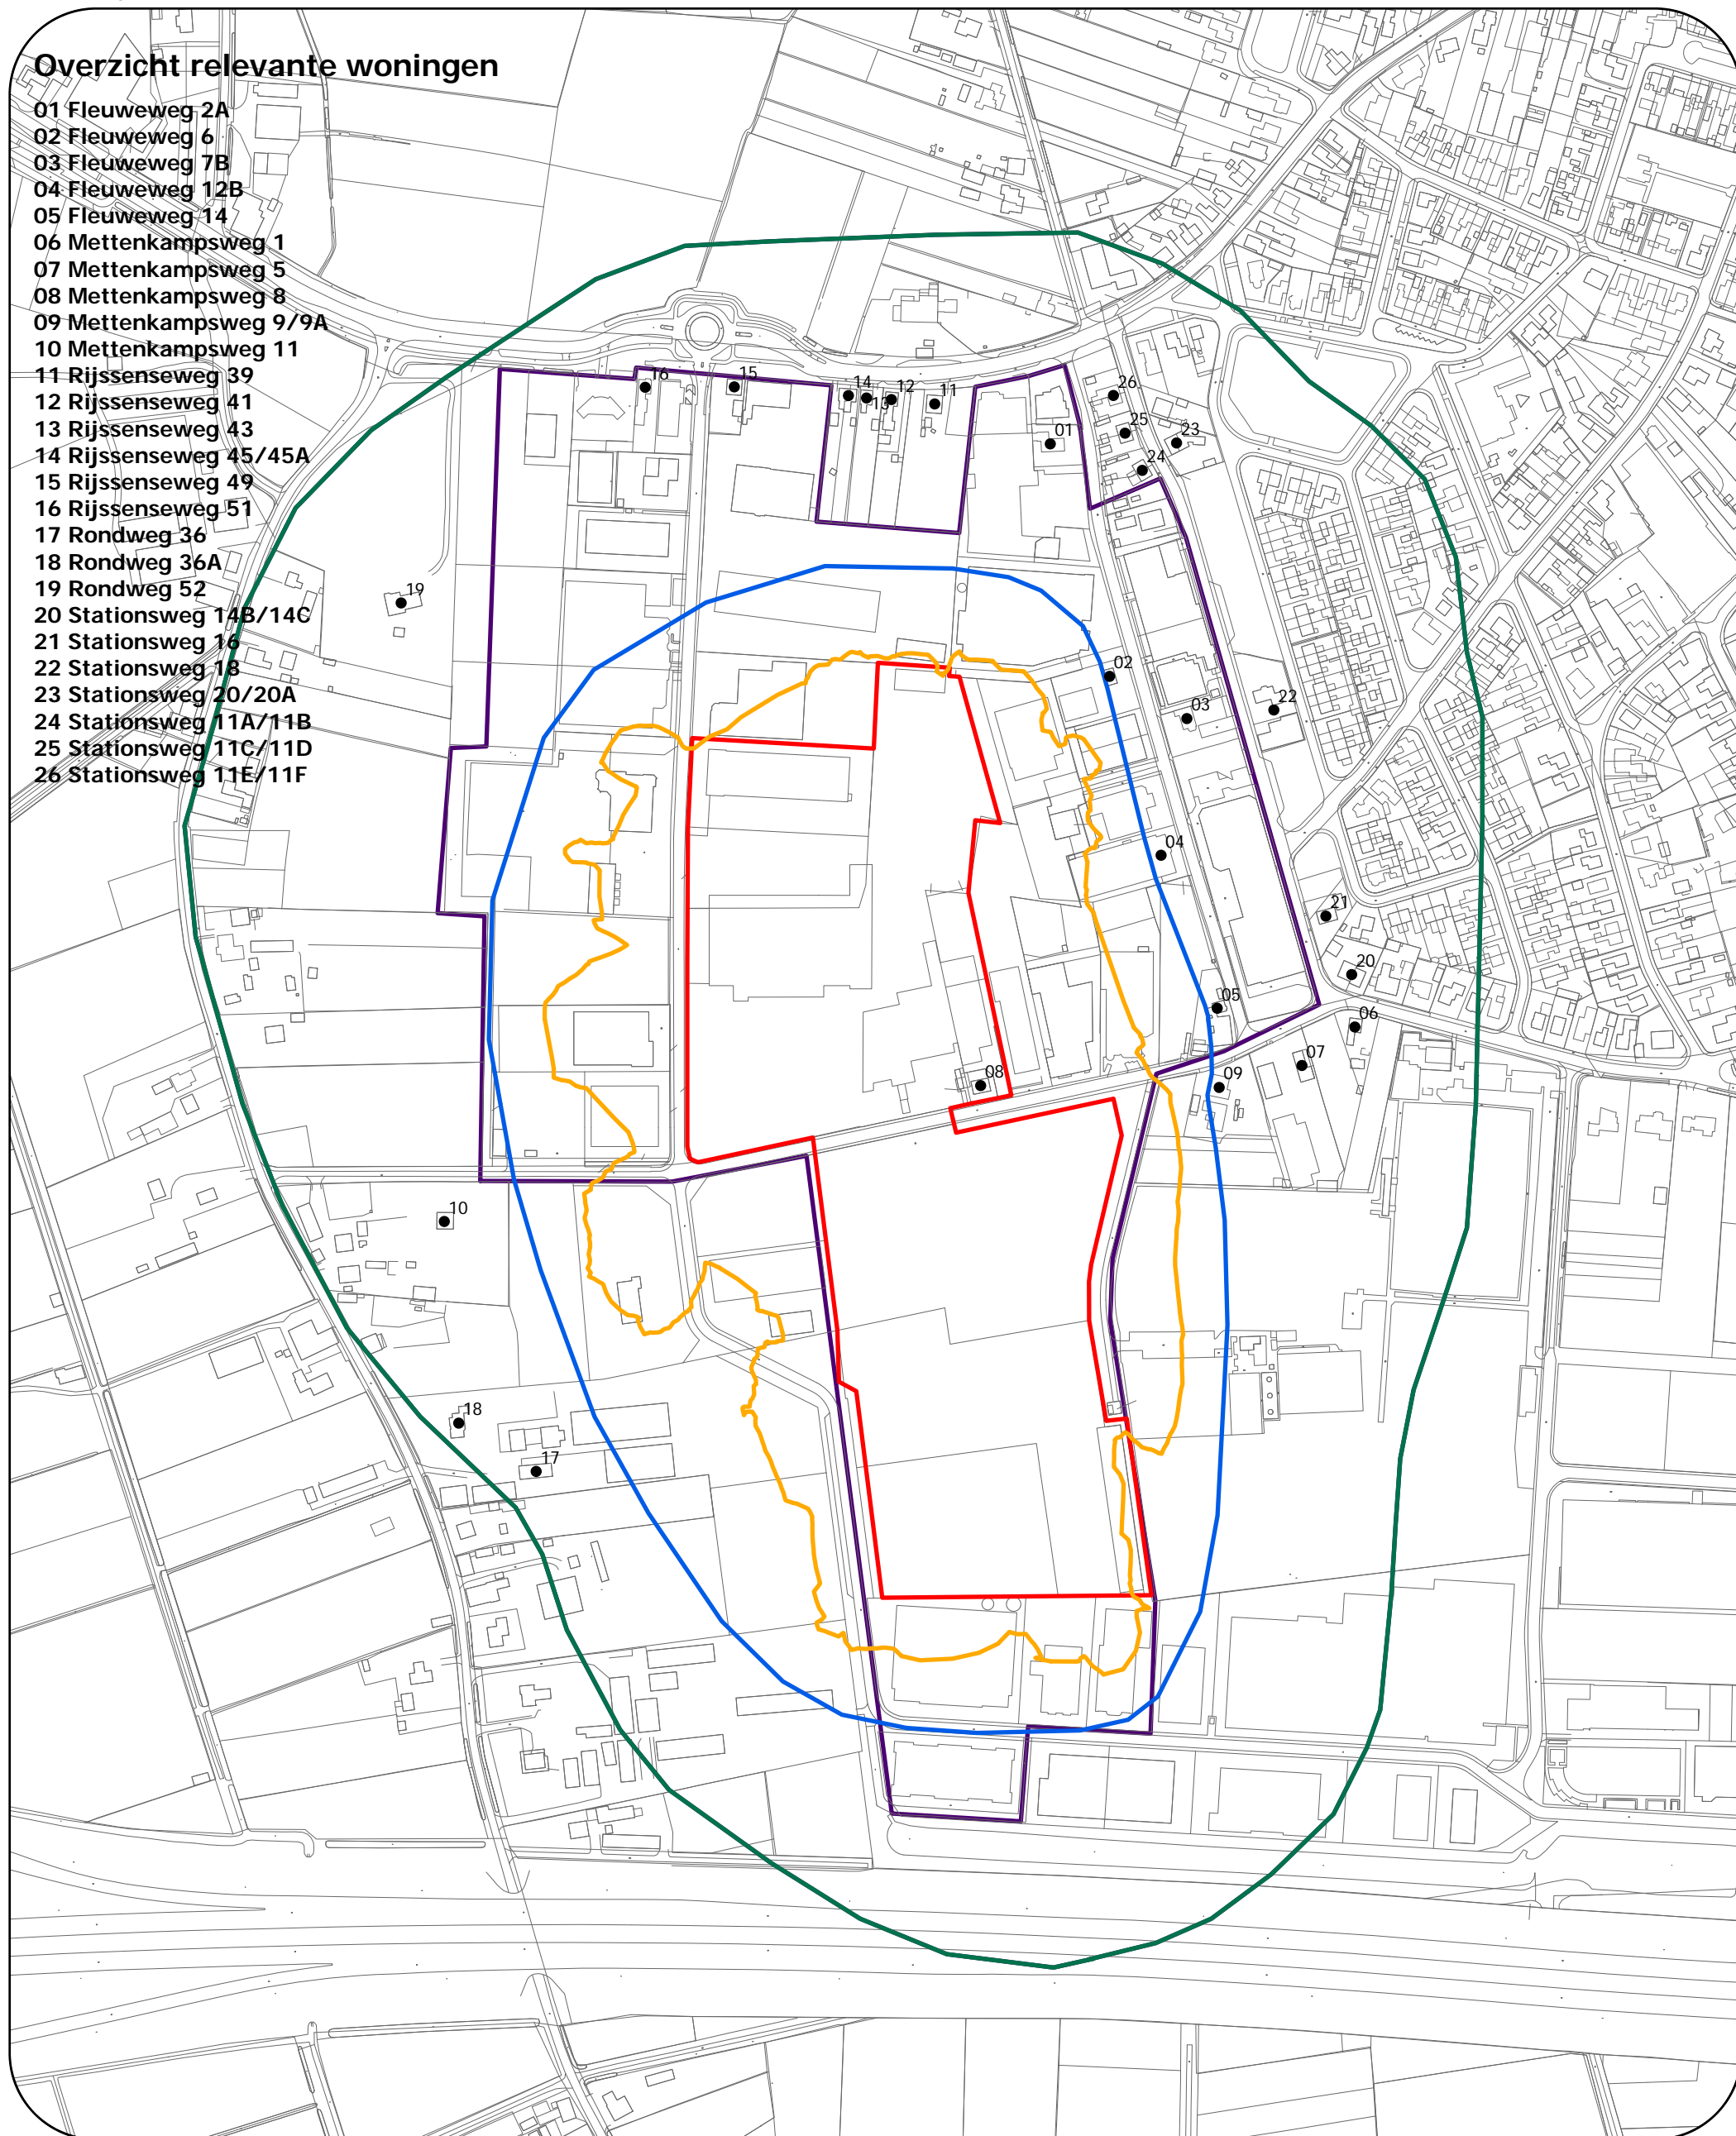 Overzicht relevante woningen
01 Fleuweweg 2A
02 Fleuweweg 6
03 Fleuweweg 7B
04 Fleuweweg 12B
05 Fleuweweg 14
06 Mettenkampsweg 1
07 Mettenkampsweg 5
08 Mettenkampsweg 8
09 Mettenkampsweg 9/9A
10 Mettenkampsweg 11
11 Rijssenseweg 39
12 Rijssenseweg 41
13 Rijssenseweg 43
14 Rijssenseweg 45/45A
15 Rijssenseweg 49
16 Rijssenseweg 51
17 Rondweg 36
18 Rondweg 36A
19 Rondweg 52
20 Stationsweg 14B/14C
21 Stationsweg 16
22 Stationsweg 18
23 Stationsweg 20/20A
24 Stationsweg 11A/11B
25 Stationsweg 11C/11D
26 Stationsweg 11E/11F
16
15
14
13
12
11
26
25
23
01
24
19
02
22
03
04
21
20
05
06
07
08
09
10
18
17